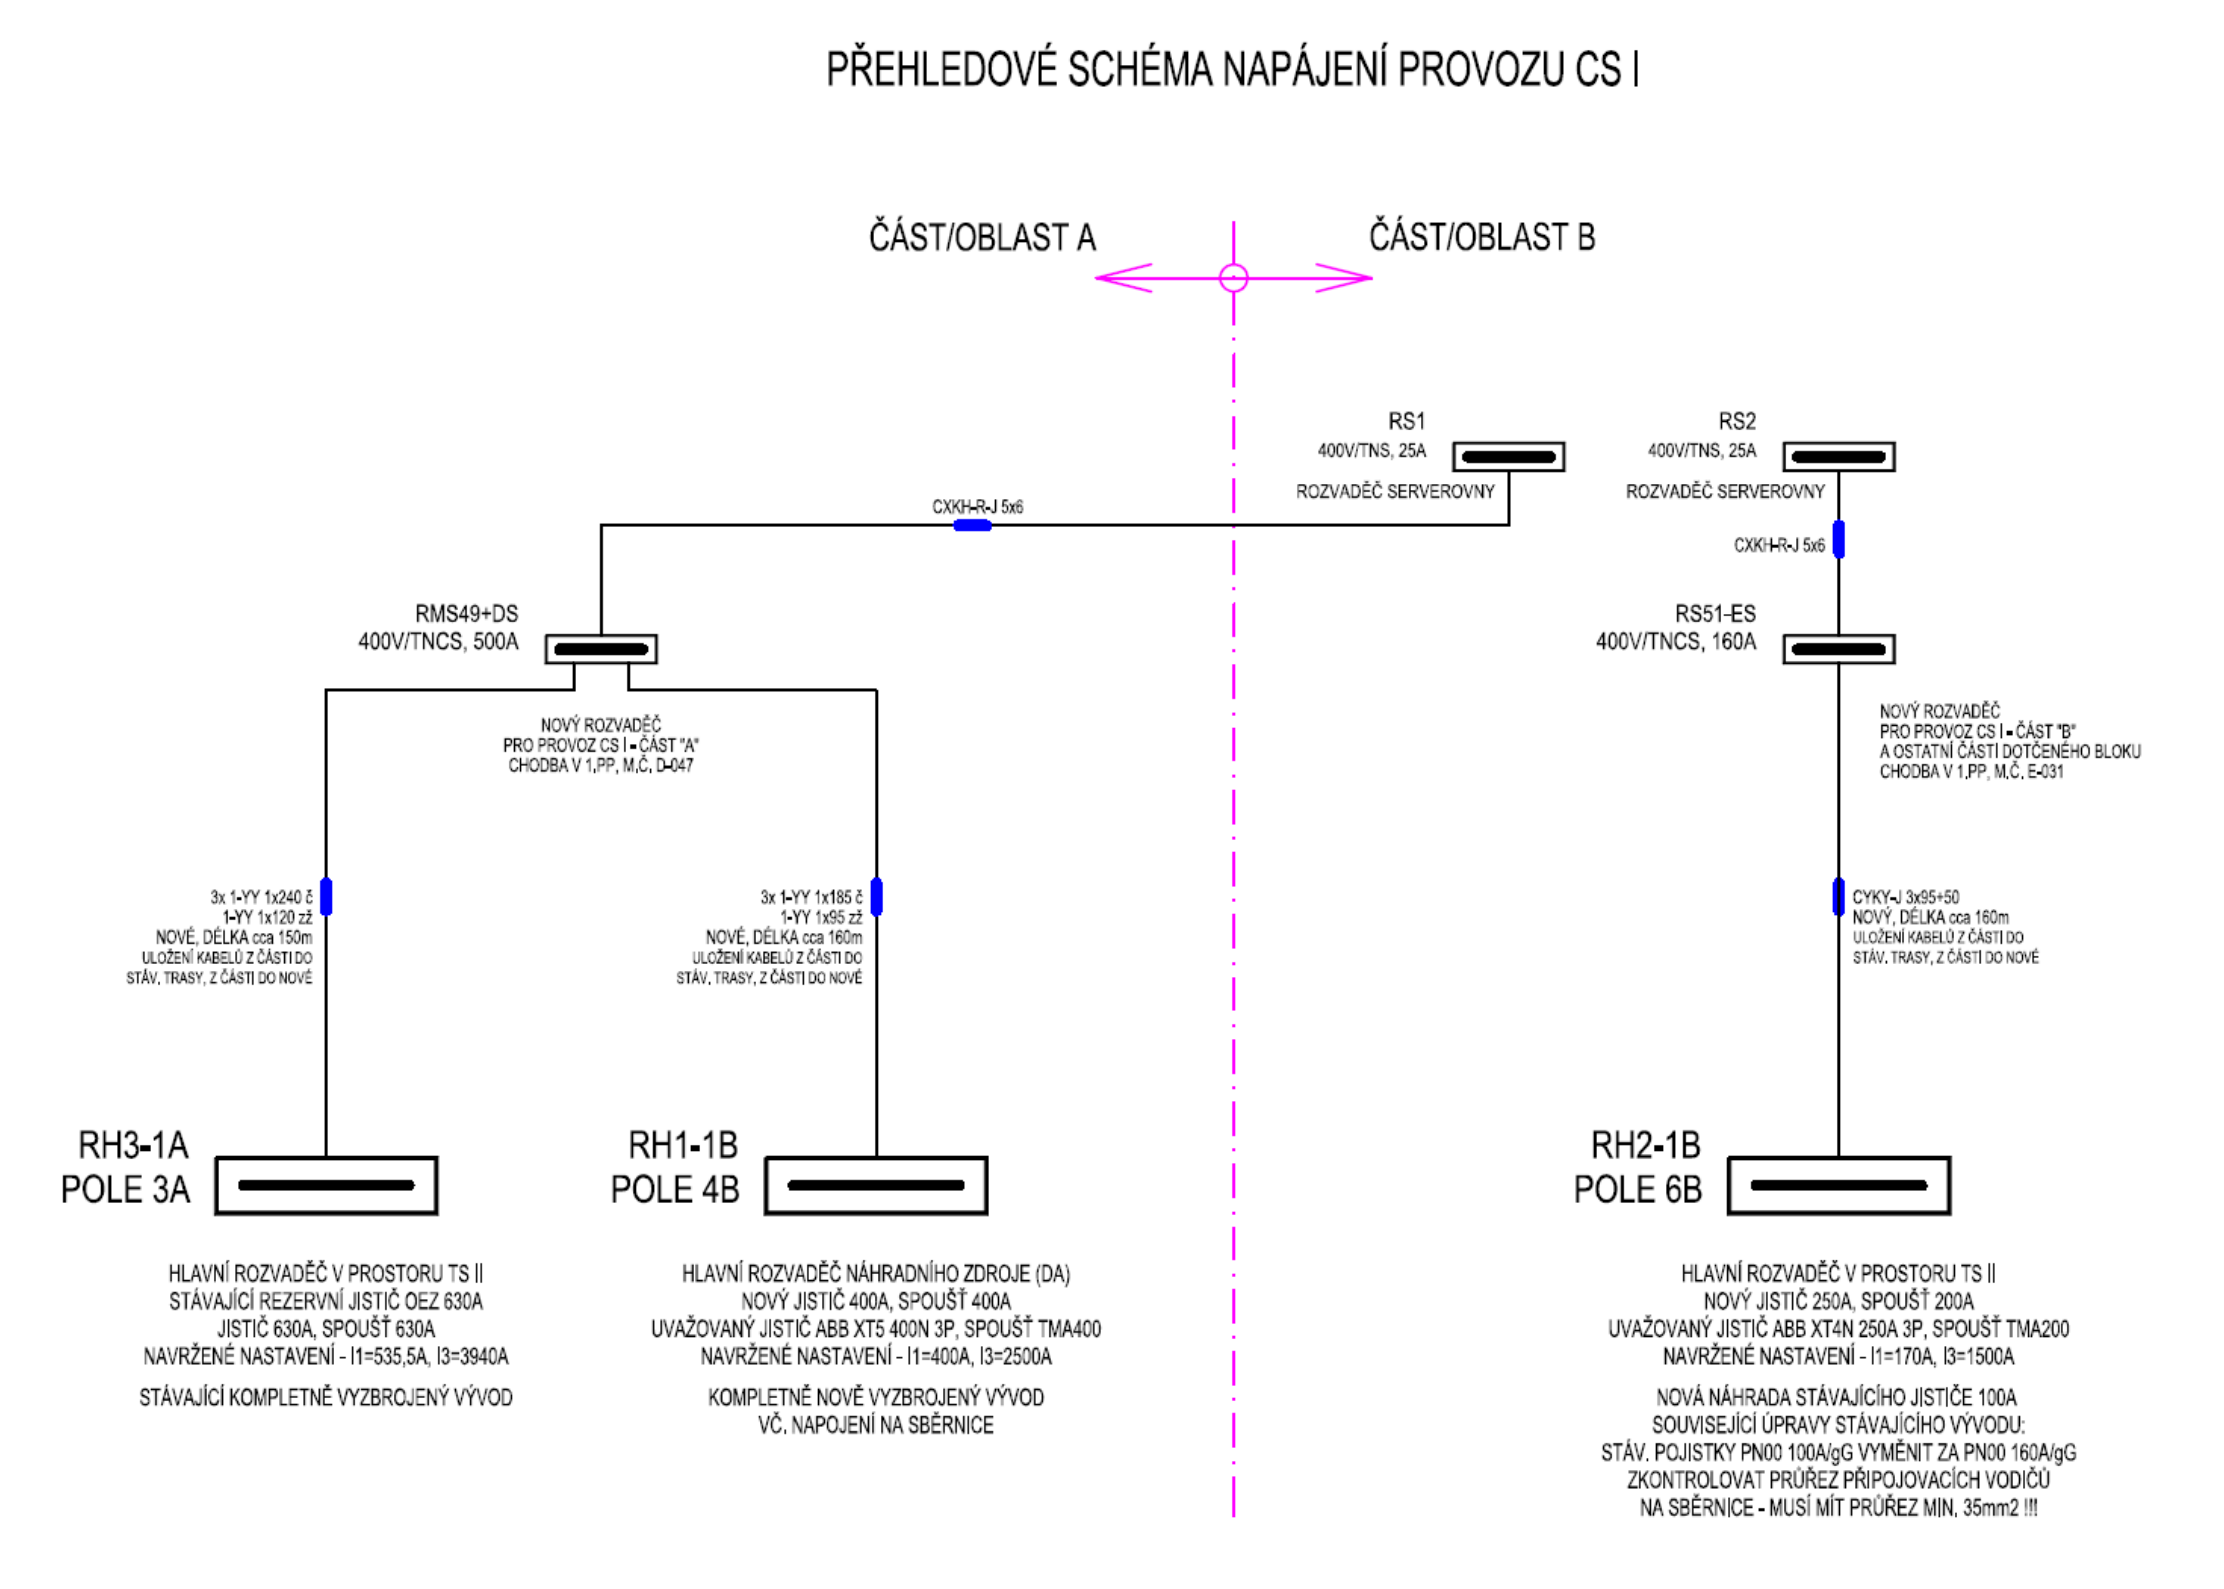 PŘEHLEDOVÉ SCHÉMA NAPÁJENÍ PROVOZU CS I
ČÁST/OBLAST A
ČÁST/OBLAST B
RS1
400V/TNS, 25A
ROZVADĚČ SERVEROVNY
RS2
400V/TNS, 25A
ROZVADĚČ SERVEROVNY
CXKH-R-J 5x6
CXKH-R-J 5x6
RMS49+DS
400V/TNCS, 500A
NOVÝ ROZVADĚČ
PRO PROVOZ CS I - ČÁST "A"
CHODBA V 1.PP, M.Č. D-047
RS51-ES
400V/TNCS, 160A
NOVÝ ROZVADĚČ
PRO PROVOZ CS I - ČÁST "B"
A OSTATNÍ ČÁSTI DOTČENÉHO BLOKU
CHODBA V 1.PP, M.Č. E-031
3x 1-YY 1x240 č
1-YY 1x120 zž
NOVÉ, DÉLKA cca 150m
ULOŽENÍ KABELŮ Z ČÁSTI DO
STÁV. TRASY, Z ČÁSTI DO NOVÉ
3x 1-YY 1x185 č
1-YY 1x95 zž
NOVÉ, DÉLKA cca 160m
ULOŽENÍ KABELŮ Z ČÁSTI DO
STÁV. TRASY, Z ČÁSTI DO NOVÉ
CYKY-J 3x95+50
NOVÝ, DÉLKA cca 160m
ULOŽENÍ KABELŮ Z ČÁSTI DO
STÁV. TRASY, Z ČÁSTI DO NOVÉ
RH3-1A
POLE 3A
HLAVNÍ ROZVADĚČ V PROSTORU TS II
STÁVAJÍCÍ REZERVNÍ JISTIČ OEZ 630A
JISTIČ 630A, SPOUŠŤ 630A
NAVRŽENÉ NASTAVENÍ - I1=535,5A, I3=3940A
STÁVAJÍCÍ KOMPLETNĚ VYZBROJENÝ VÝVOD
RH1-1B
POLE 4B
HLAVNÍ ROZVADĚČ NÁHRADNÍHO ZDROJE (DA)
NOVÝ JISTIČ 400A, SPOUŠŤ 400A
UVAŽOVANÝ JISTIČ ABB XT5 400N 3P, SPOUŠŤ TMA400
NAVRŽENÉ NASTAVENÍ - I1=400A, I3=2500A
KOMPLETNĚ NOVĚ VYZBROJENÝ VÝVOD
VČ. NAPOJENÍ NA SBĚRNICE
RH2-1B
POLE 6B
HLAVNÍ ROZVADĚČ V PROSTORU TS II
NOVÝ JISTIČ 250A, SPOUŠŤ 200A
UVAŽOVANÝ JISTIČ ABB XT4N 250A 3P, SPOUŠŤ TMA200
NAVRŽENÉ NASTAVENÍ - I1=170A, I3=1500A
NOVÁ NÁHRADA STÁVAJÍCÍHO JISTIČE 100A
SOUVISEJÍCÍ ÚPRAVY STÁVAJÍCÍHO VÝVODU:
STÁV. POJISTKY PN00 100A/gG VYMĚNIT ZA PN00 160A/gG
ZKONTROLOVAT PRŮŘEZ PŘIPOJOVACÍCH VODIČŮ
NA SBĚRNICE - MUSÍ MÍT PRŮŘEZ MIN. 35mm2 !!!